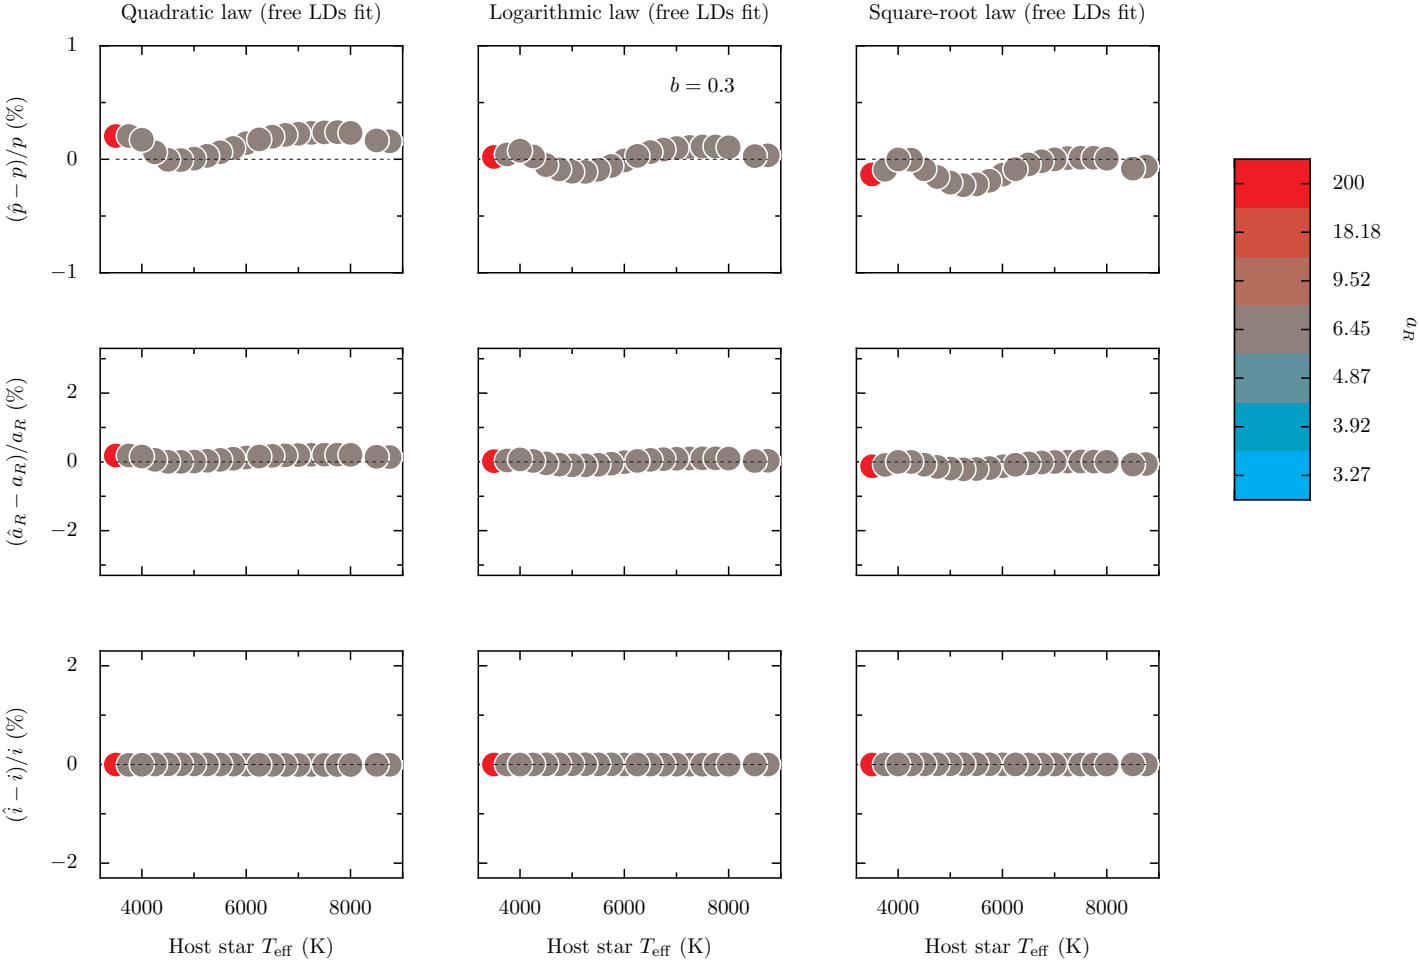 Quadratic law (free LDs fit) Logarithmic law (free LDs fit) Square-root law (free LDs fit)
1
0
−1
(p̂ − p)/p (%)
b = 0.3
2
0
−2
(â_R − a_R)/a_R (%)
2
0
−2
(î − i)/i (%)
4000 6000 8000 4000 6000 8000 4000 6000 8000
Host star T_eff (K) Host star T_eff (K) Host star T_eff (K)
200
18.18
9.52
6.45
4.87
3.92
3.27
a_R